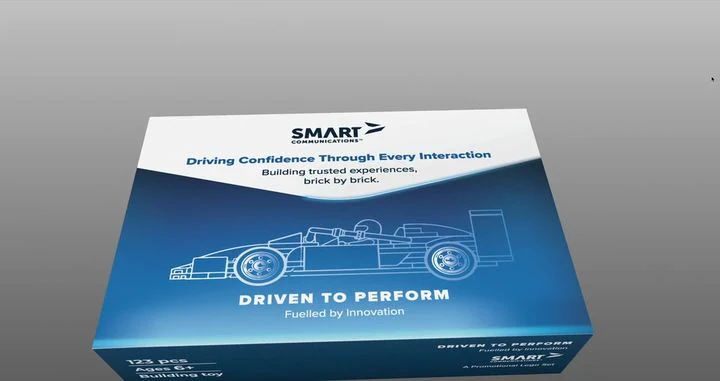 SMART
COMMUNICATIONS™
Driving Confidence Through Every Interaction
Building trusted experiences,
brick by brick.
DRIVEN TO PERFORM
Fuelled by Innovation
123 pcs
Ages 6+
Building toy
DRIVEN TO PERFORM
Fuelled by Innovation
SMART
A Promotional Lego Set